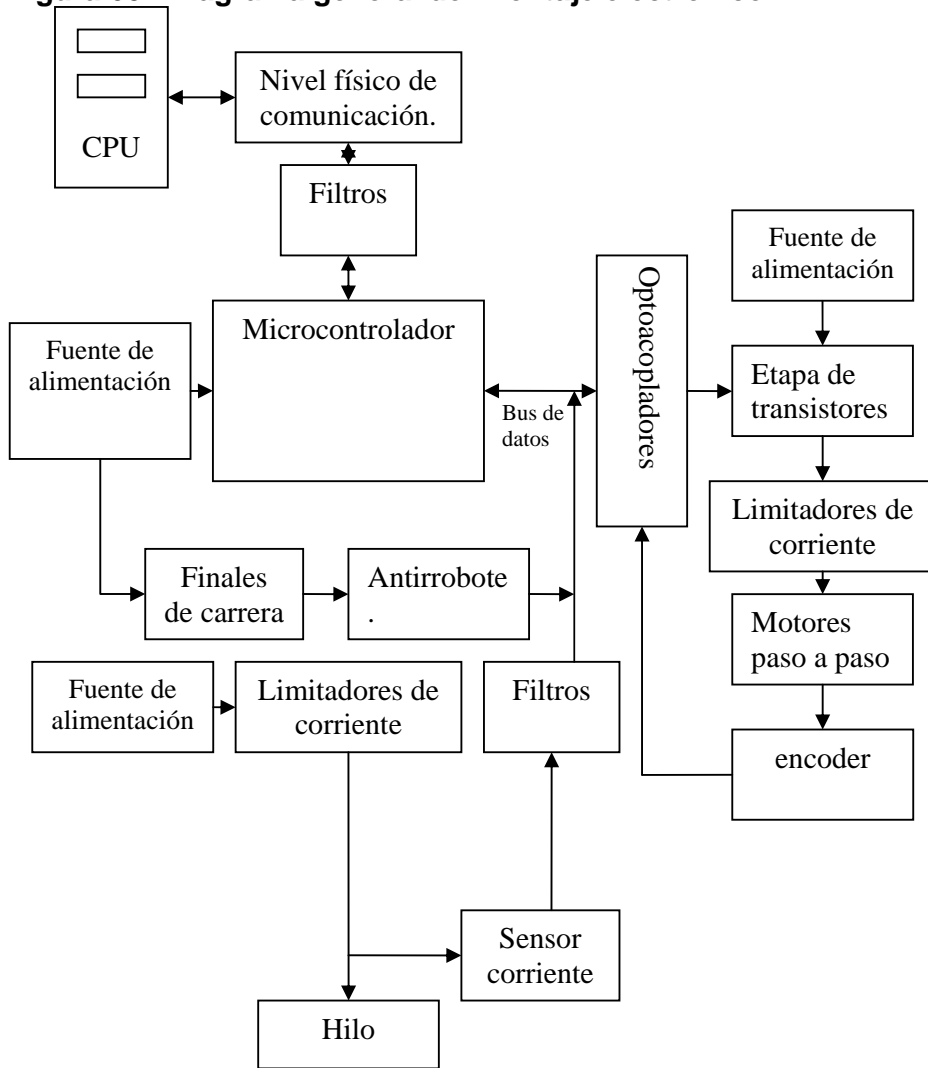 CPU
Nivel físico de
comunicación.
Filtros
Microcontrolador
Fuente de
alimentación
Bus de
datos
Optoacopladores
Fuente de
alimentación
Etapa de
transistores
Limitadores de
corriente
Motores
paso a paso
encoder
Finales
de carrera
Antirrobote
.
Fuente de
alimentación
Limitadores de
corriente
Filtros
Sensor
corriente
Hilo